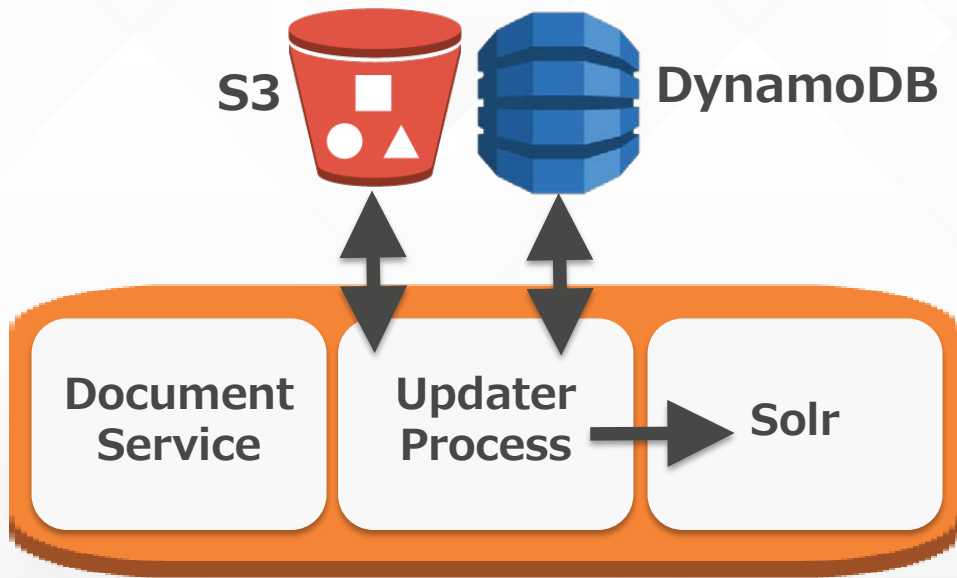 S3
DynamoDB
Document
Service
Updater
Process
Solr